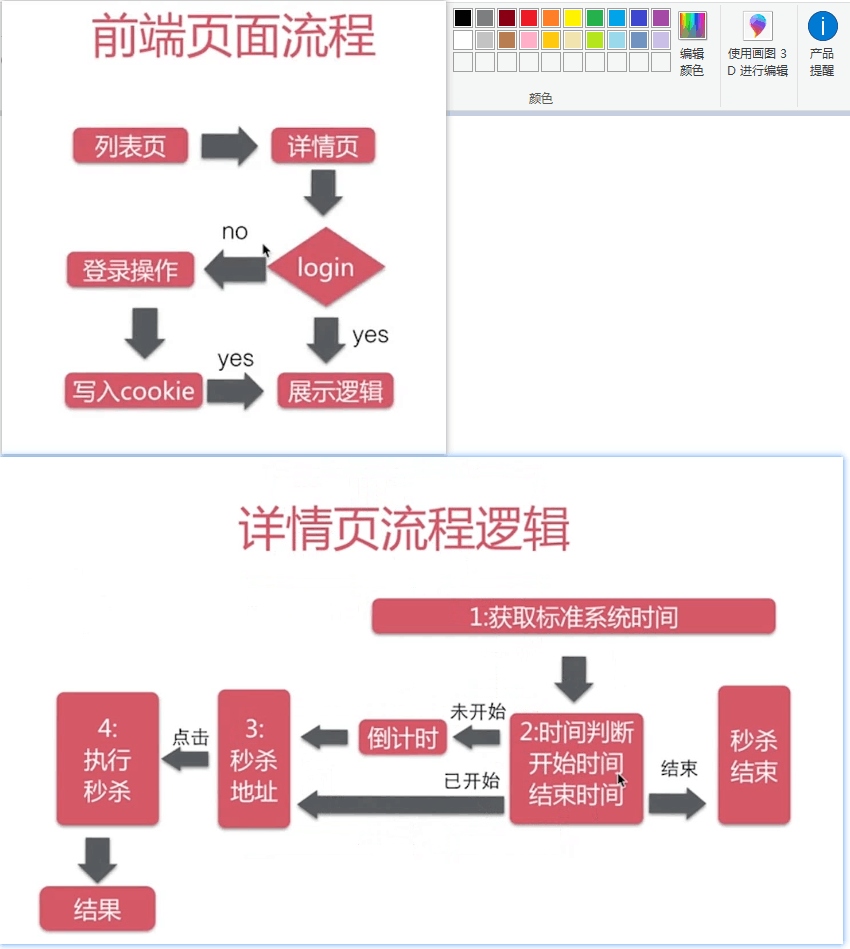 前端页面流程
编辑
颜色
使用画图 3
D 进行编辑
产品
提醒
颜色
列表页
详情页
no
登录操作
login
yes
yes
写入cookie
展示逻辑
详情页流程逻辑
1:获取标准系统时间
4:
执行
秒杀
点击
3:
秒杀
地址
倒计时
未开始
已开始
2:时间判断
开始时间
结束时间
结束
秒杀
结束
结果